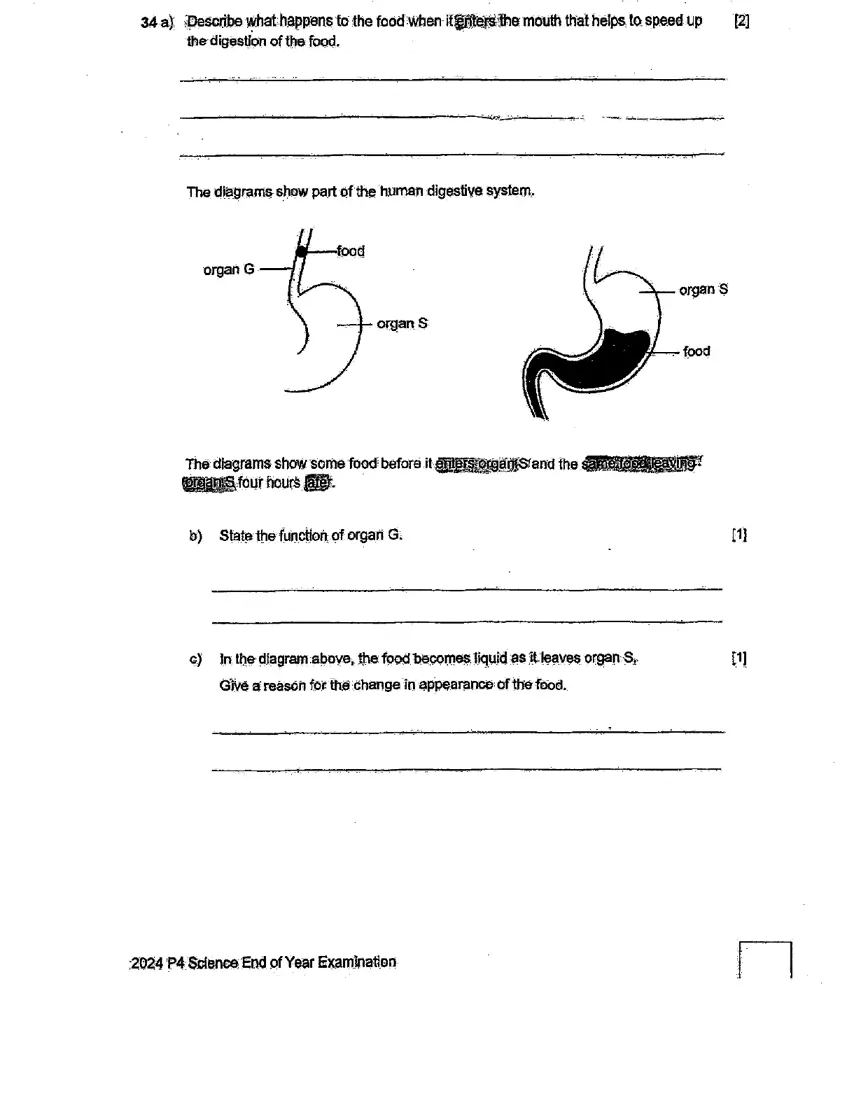 34 a) Describe what happens to the food when it enters the mouth that helps to speed up [2]
the digestion of the food.
The diagrams show part of the human digestive system.
food
organ G
organ S
organ S
food
The diagrams show some food before it enters organ S and the same food leaving
organ S four hours later.
b) State the function of organ G. [1]
c) In the diagram above, the food becomes liquid as it leaves organ S. [1]
Give a reason for the change in appearance of the food.
2024 P4 Science End of Year Examination